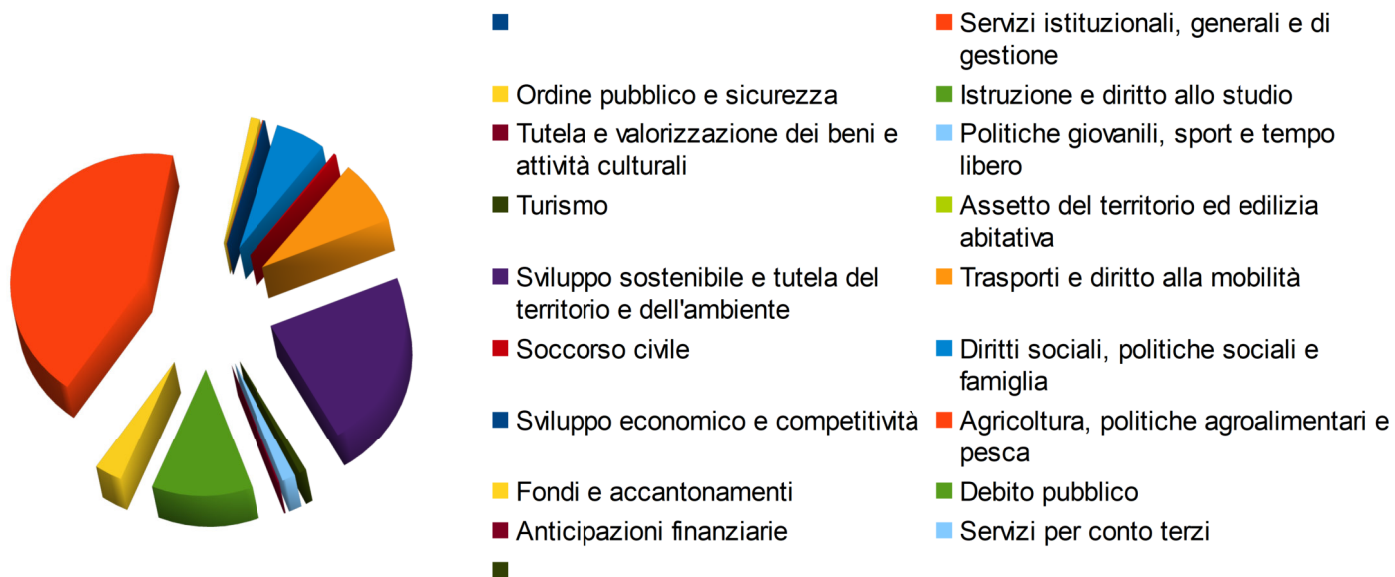 Servizi istituzionali, generali e di
gestione
Ordine pubblico e sicurezza
Istruzione e diritto allo studio
Tutela e valorizzazione dei beni e
attività culturali
Politiche giovanili, sport e tempo
libero
Turismo
Assetto del territorio ed edilizia
abitativa
Sviluppo sostenibile e tutela del
territorio e dell'ambiente
Trasporti e diritto alla mobilità
Soccorso civile
Diritti sociali, politiche sociali e
famiglia
Sviluppo economico e competitività
Agricoltura, politiche agroalimentari e
pesca
Fondi e accantonamenti
Debito pubblico
Anticipazioni finanziarie
Servizi per conto terzi